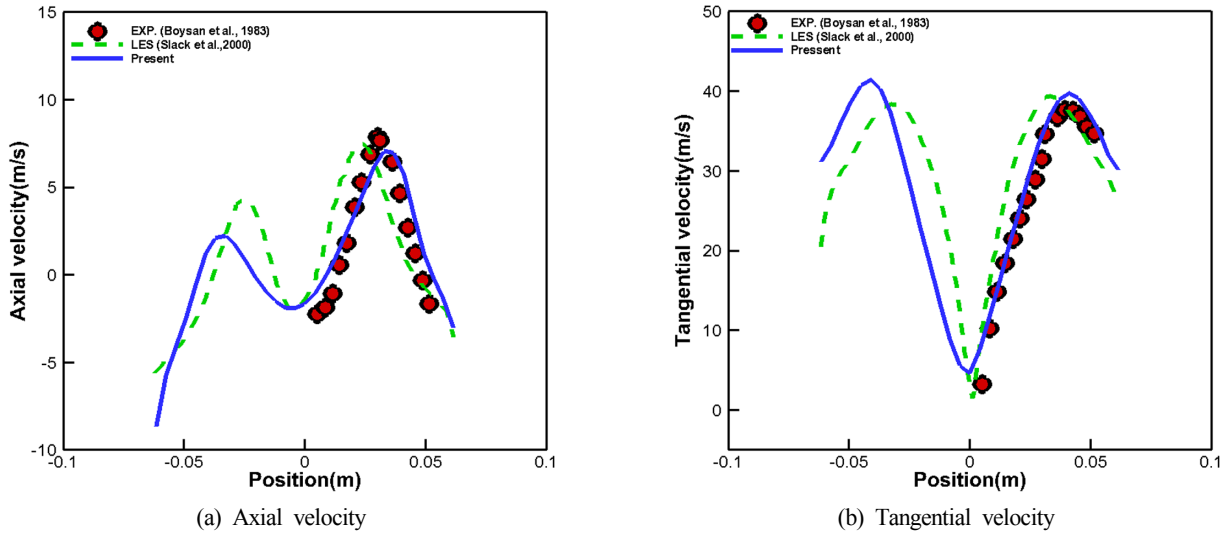 15
10
5
0
-5
-10
-0.1
-0.05
0
0.05
0.1
Axial velocity(m/s)
Position(m)
EXP. (Boysan et al., 1983)
LES (Slack et al.,2000)
Present
(a) Axial velocity
50
40
30
20
10
0
-0.1
-0.05
0
0.05
0.1
Tangential velocity(m/s)
Position(m)
EXP. (Boysan et al., 1983)
LES (Slack et al., 2000)
Pressent
(b) Tangential velocity